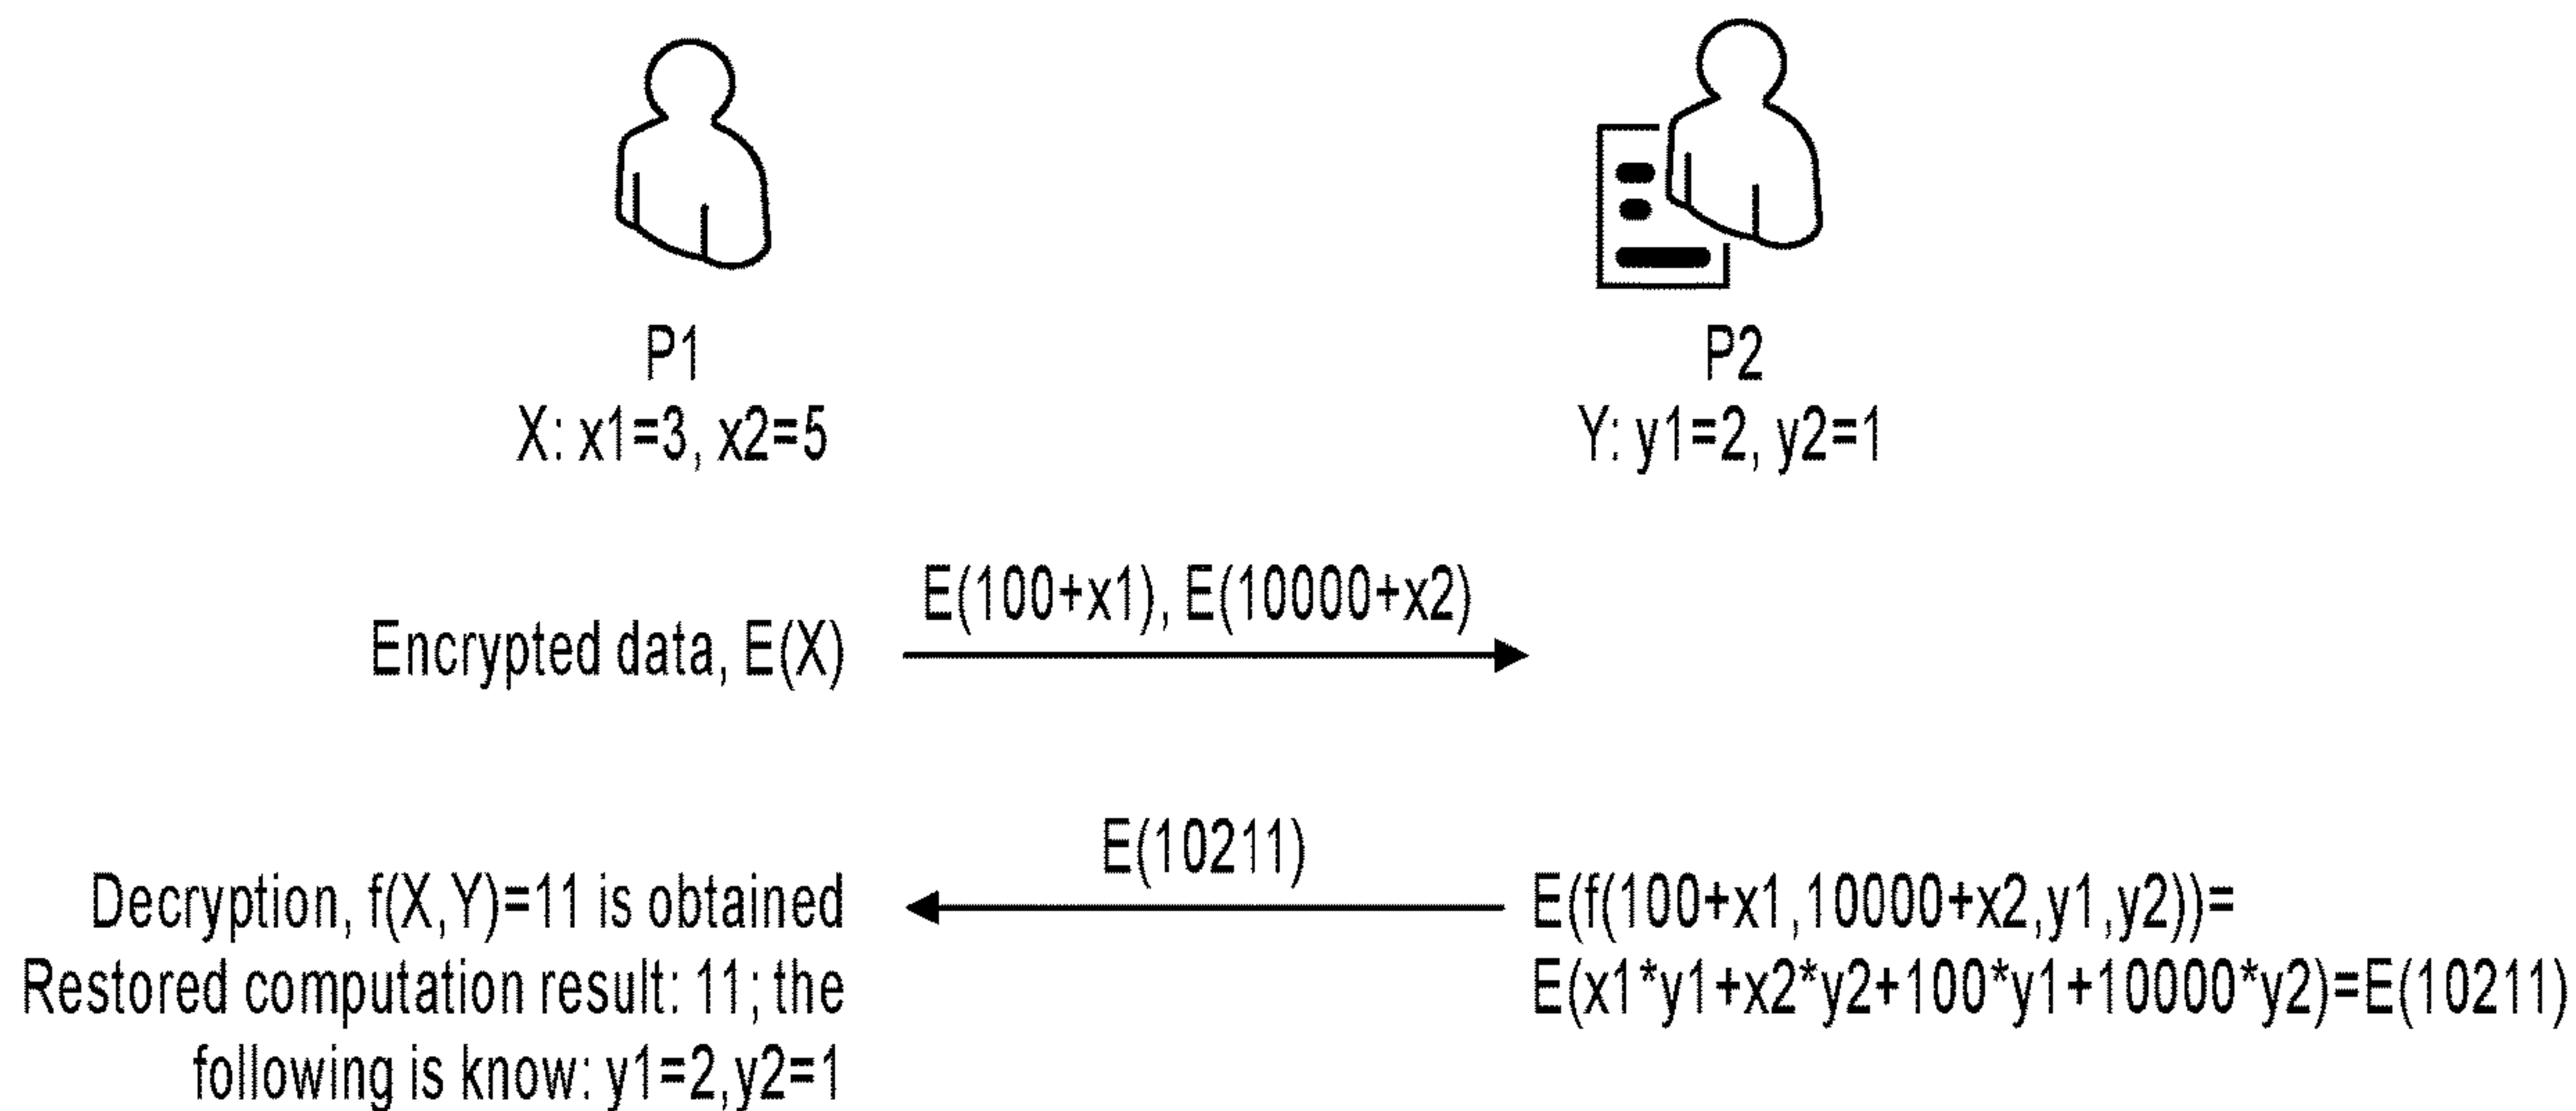 P1
X: x1=3, x2=5
P2
Y: y1=2, y2=1
Encrypted data, E(X)
E(100+x1), E(10000+x2)
E(10211)
Decryption, f(X,Y)=11 is obtained
Restored computation result: 11; the
following is know: y1=2,y2=1
E(f(100+x1,10000+x2,y1,y2))=
E(x1*y1+x2*y2+100*y1+10000*y2)=E(10211)